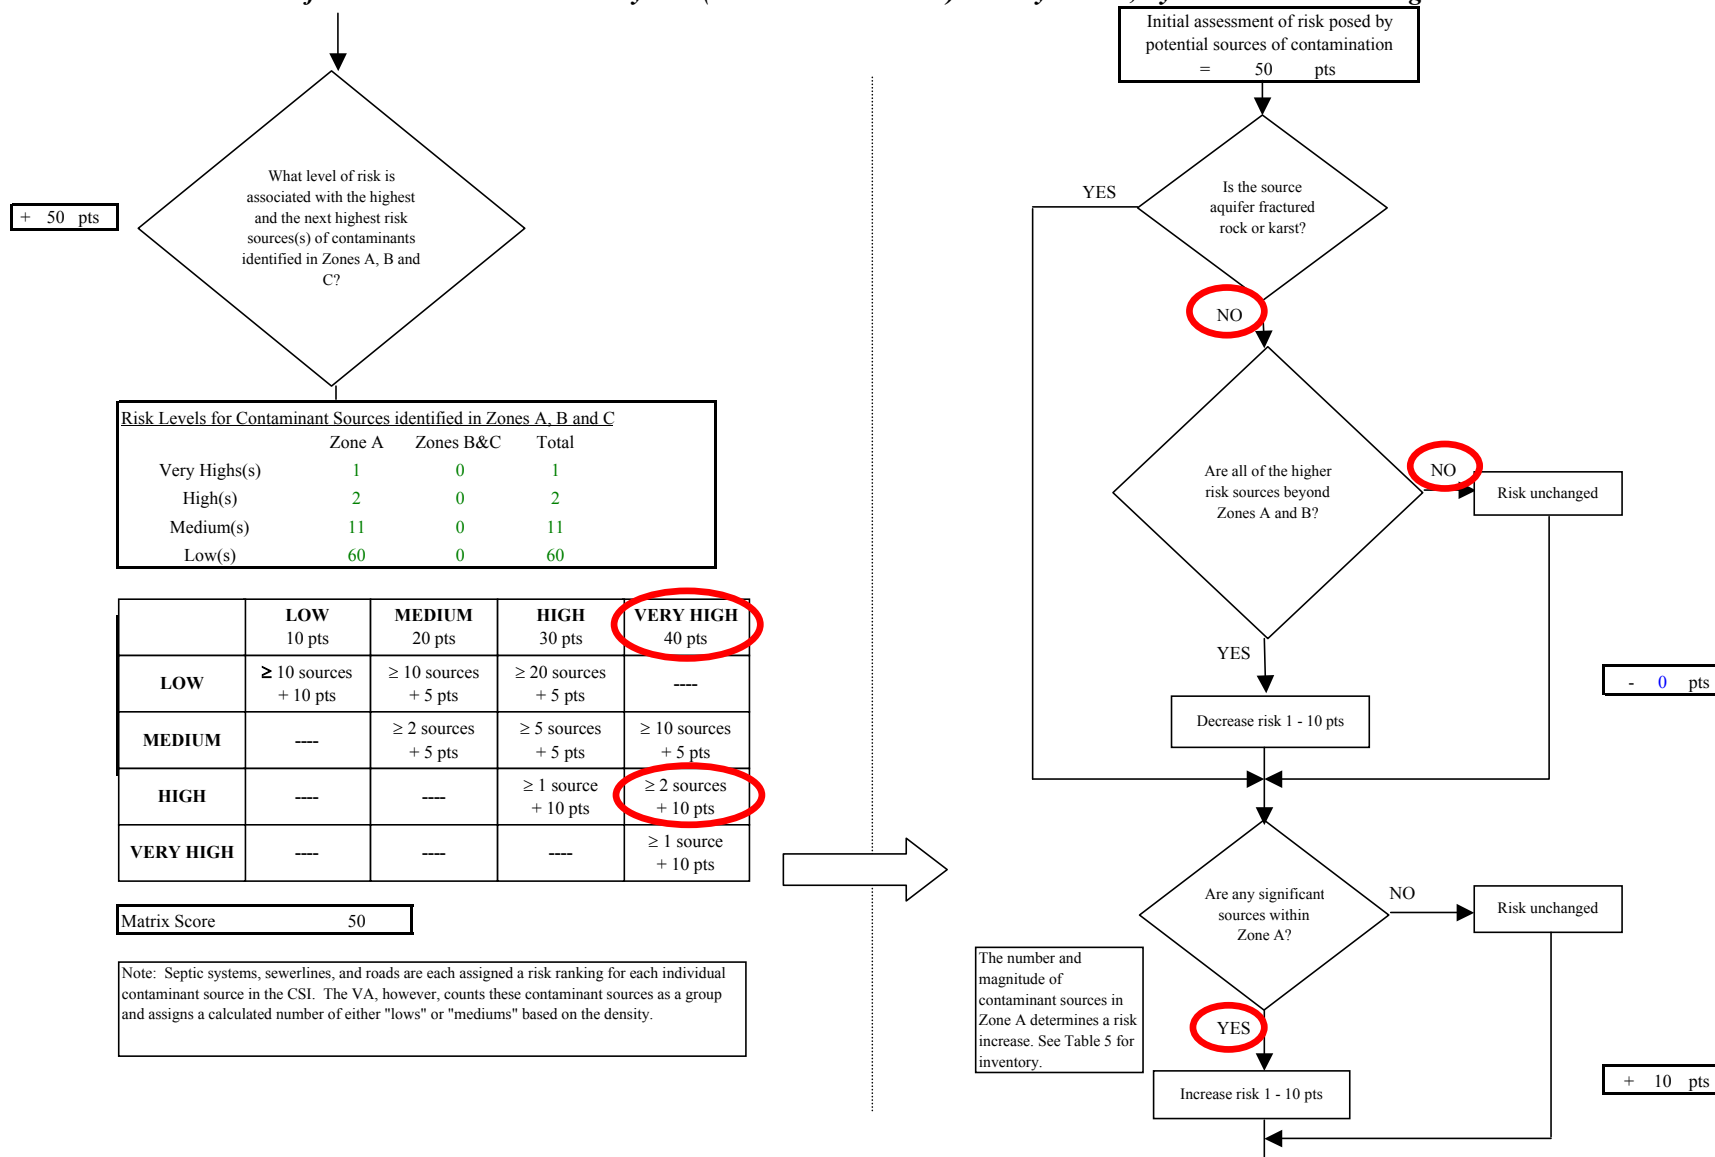 + 50 pts
What level of risk is
associated with the highest
and the next highest risk
sources(s) of contaminants
identified in Zones A, B and
C?
Risk Levels for Contaminant Sources identified in Zones A, B and C
Zone A Zones B&C Total
Very Highs(s) 1 0 1
High(s) 2 0 2
Medium(s) 11 0 11
Low(s) 60 0 60
LOW MEDIUM HIGH VERY HIGH
10 pts 20 pts 30 pts 40 pts
LOW ≥ 10 sources ≥ 10 sources ≥ 20 sources ----
+ 10 pts + 5 pts + 5 pts
MEDIUM ---- ≥ 2 sources ≥ 5 sources ≥ 10 sources
+ 5 pts + 5 pts + 5 pts
HIGH ---- ---- ≥ 1 source ≥ 2 sources
+ 10 pts + 10 pts
VERY HIGH ---- ---- ---- ≥ 1 source
+ 10 pts
Matrix Score 50
Note: Septic systems, sewerlines, and roads are each assigned a risk ranking for each individual
contaminant source in the CSI. The VA, however, counts these contaminant sources as a group
and assigns a calculated number of either "lows" or "mediums" based on the density.
Initial assessment of risk posed by
potential sources of contamination
= 50 pts
YES
Is the source
aquifer fractured
rock or karst?
NO
Are all of the higher
risk sources beyond
Zones A and B?
NO
Risk unchanged
YES
- 0 pts
Decrease risk 1 - 10 pts
Are any significant
sources within
Zone A?
NO
Risk unchanged
The number and
magnitude of
contaminant sources in
Zone A determines a risk
increase. See Table 5 for
inventory.
YES
Increase risk 1 - 10 pts
+ 10 pts